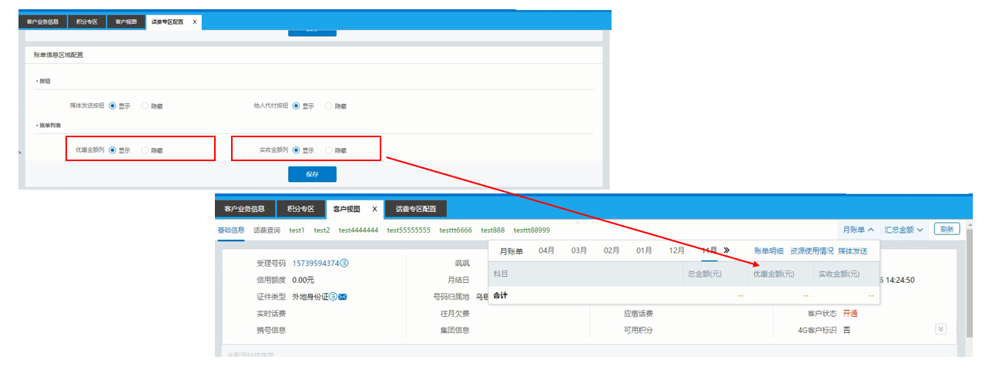 客户业务信息 积分专区 客户视图 话费专区配置 X
账单信息区域配置
· 按钮
媒体发送按钮 显示 隐藏 他人代付按钮 显示 隐藏
· 账单列表
优惠金额列 显示 隐藏 实收金额列 显示 隐藏
保存
客户业务信息 积分专区 客户视图 X 话费专区配置
基础信息 话费查询 test1 test2 test4444444 test55555555 testtt6666 test888 testtt88999 月账单 汇总金额 刷新
月账单 04月 03月 02月 01月 12月 11月 账单明细 资源使用情况 媒体发送
科目 总金额(元) 优惠金额(元) 实收金额(元)
合计 -- -- --
受理号码 15739594374 飒飒
信用额度 0.00元 月结日 14:24:50
证件类型 外地身份证 号码归属地
实时话费 往月欠费 应缴话费 客户状态 开通
携号信息 集团信息 可用积分 4G客户标识 否
未配置快捷菜单